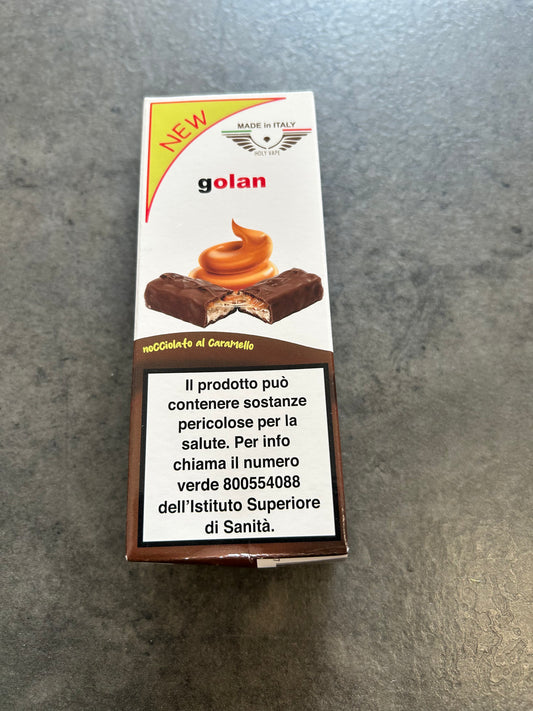 NEW
MADE in ITALY
HOLY VAPE
golan
nocciolato al caramello
Il prodotto può
contenere sostanze
pericolose per la
salute. Per info
chiama il numero
verde 800554088
dell'Istituto Superiore
di Sanità.